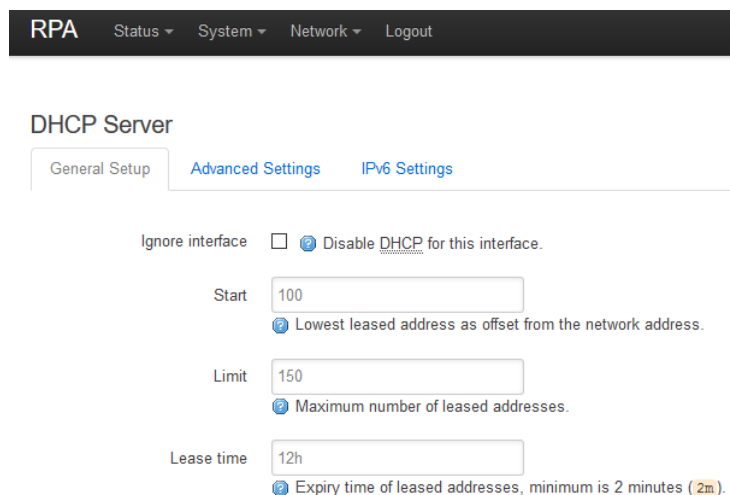 RPA Status System Network Logout
DHCP Server
General Setup Advanced Settings IPv6 Settings
Ignore interface Disable DHCP for this interface.
Start 100
Lowest leased address as offset from the network address.
Limit 150
Maximum number of leased addresses.
Lease time 12h
Expiry time of leased addresses, minimum is 2 minutes ( 2m ).